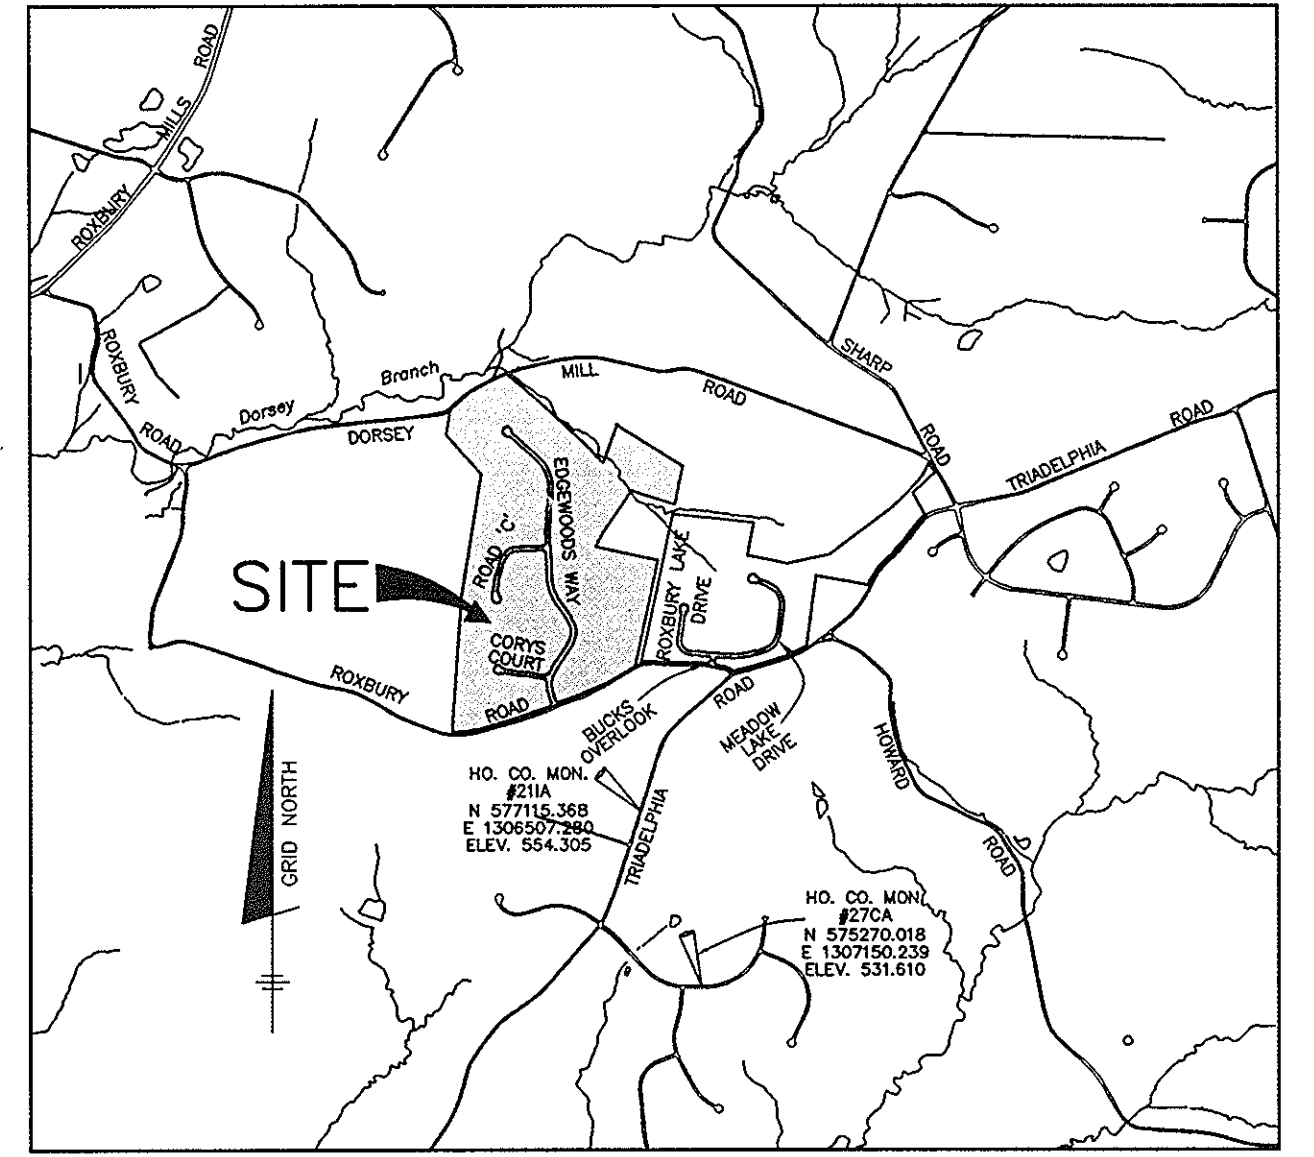 ROXBURY MILLS ROAD
ROXBURY ROAD
Dorsey Branch
DORSEY MILL ROAD
SHARP ROAD
TRIADELPHIA ROAD
EDGEWOODS WAY
ROAD 'C'
SITE
CORYS
COURT
ROXBURY LAKE
DRIVE
ROXBURY ROAD
BUCKS
OVERLOOK
MEADOW
LAKE
DRIVE
TRIADELPHIA ROAD
HOWARD ROAD
GRID NORTH
HO. CO. MON.
#21IA
N 577115.368
E 1306507.280
ELEV. 554.305
HO. CO. MON.
#27CA
N 575270.018
E 1307150.239
ELEV. 531.610